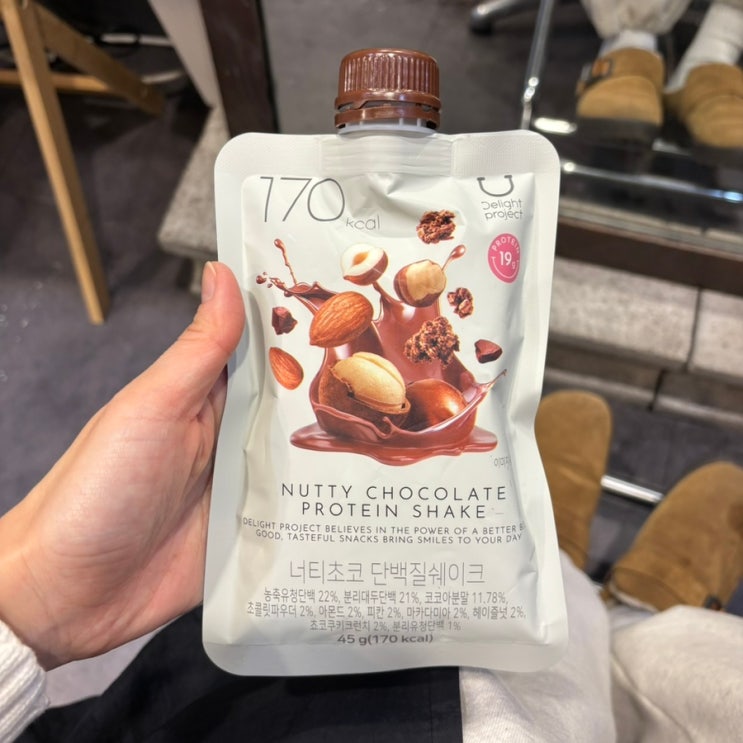 170 kcal
Delight
project
PROTEIN
19g
NUTTY CHOCOLATE
PROTEIN SHAKE
DELIGHT PROJECT BELIEVES IN THE POWER OF A BETTER
GOOD, TASTEFUL SNACKS BRING SMILES TO YOUR DAY
너티초코 단백질쉐이크
농축유청단백 22%, 분리대두단백 21%, 코코아분말 11.78%,
초콜릿파우더 2%, 아몬드 2%, 피칸 2%, 마카다미아 2%, 헤이즐넛 2%,
초코쿠키크런치 2%, 분리유청단백 1%
45 g(170 kcal)